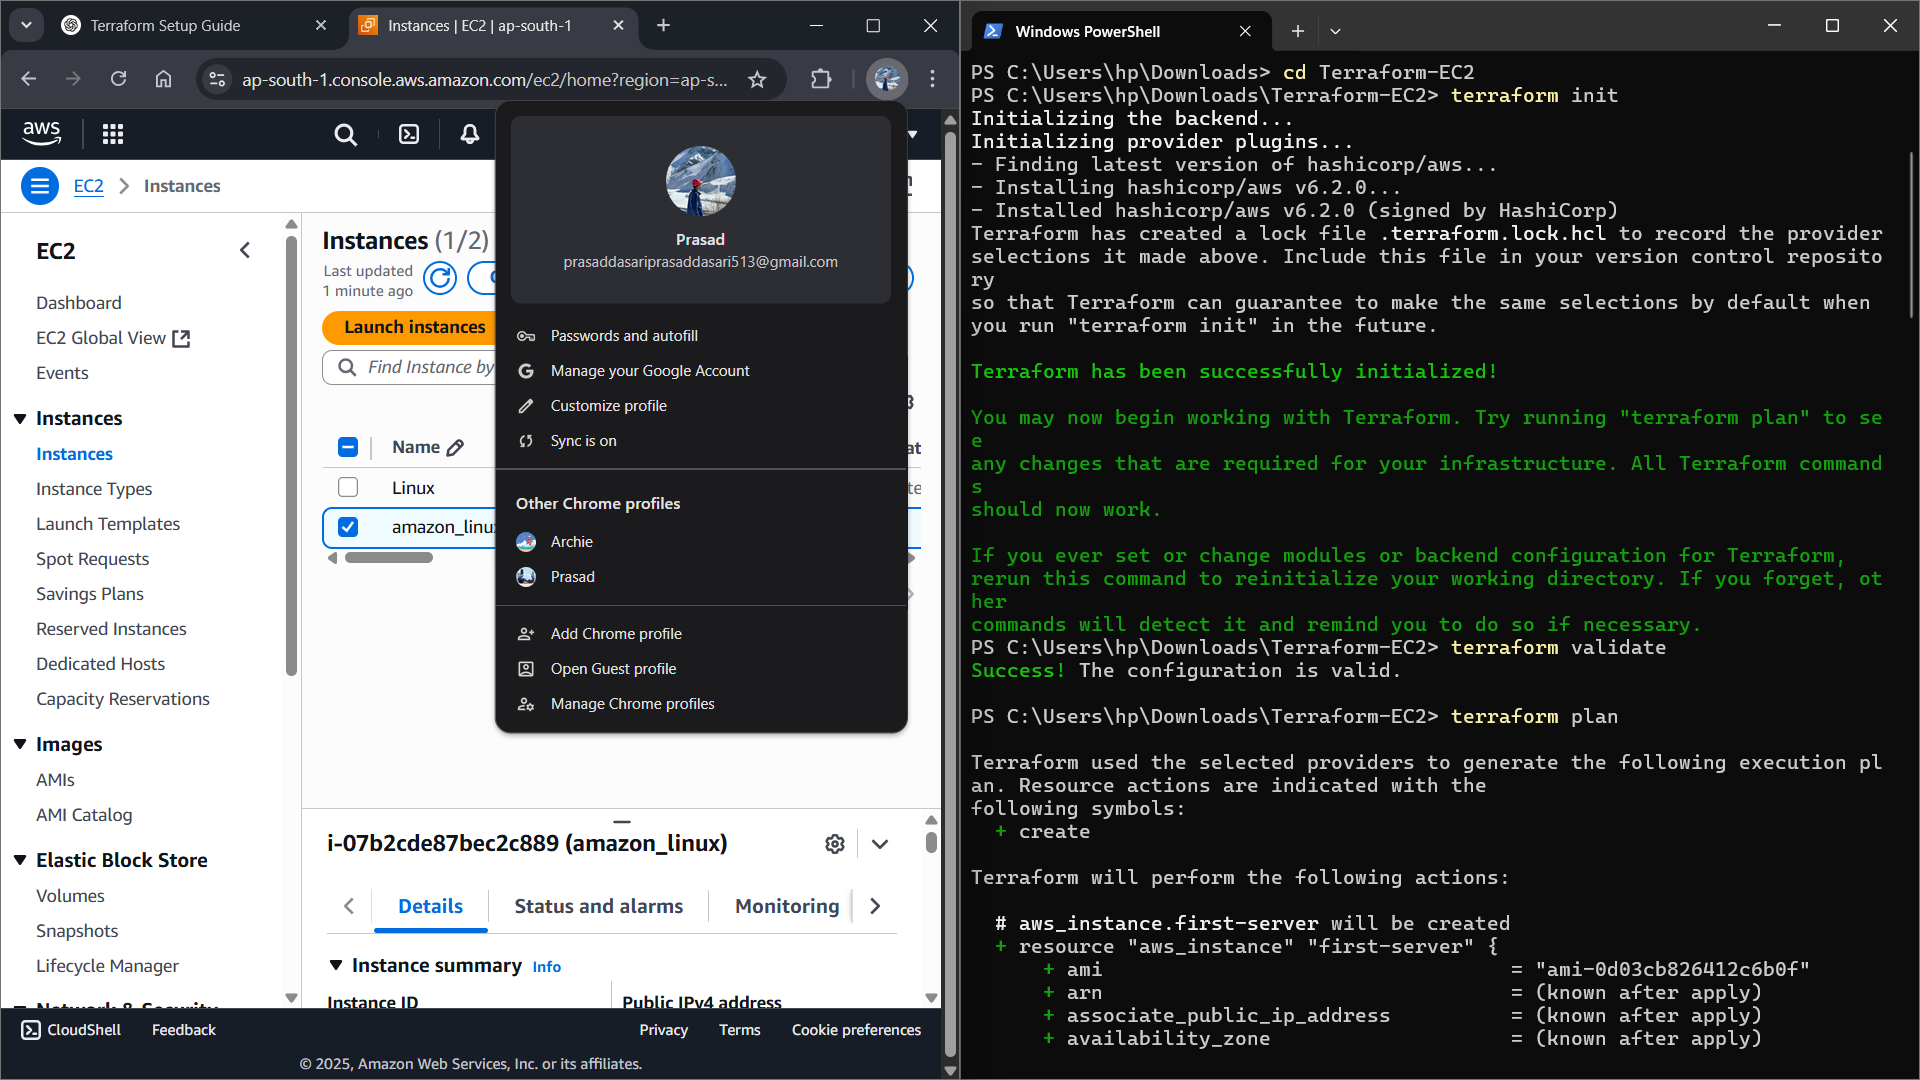 Terraform Setup Guide
Instances | EC2 | ap-south-1
ap-south-1.console.aws.amazon.com/ec2/home?region=ap-s...
aws
EC2
Instances
EC2
Dashboard
EC2 Global View
Events
Instances
Instances
Instance Types
Launch Templates
Spot Requests
Savings Plans
Reserved Instances
Dedicated Hosts
Capacity Reservations
Images
AMIs
AMI Catalog
Elastic Block Store
Volumes
Snapshots
Lifecycle Manager
Network & Security
Instances (1/2)
Last updated
1 minute ago
Launch instances
Find Instance by
Name
Linux
amazon_linux
Prasad
prasaddasariprasaddasari513@gmail.com
Passwords and autofill
Manage your Google Account
Customize profile
Sync is on
Other Chrome profiles
Archie
Prasad
Add Chrome profile
Open Guest profile
Manage Chrome profiles
i-07b2cde87bec2c889 (amazon_linux)
Details
Status and alarms
Monitoring
Instance summary Info
Instance ID
Public IPv4 address
CloudShell
Feedback
Privacy
Terms
Cookie preferences
© 2025, Amazon Web Services, Inc. or its affiliates.
Windows PowerShell
PS C:\Users\hp\Downloads> cd Terraform-EC2
PS C:\Users\hp\Downloads\Terraform-EC2> terraform init
Initializing the backend...
Initializing provider plugins...
- Finding latest version of hashicorp/aws...
- Installing hashicorp/aws v6.2.0...
- Installed hashicorp/aws v6.2.0 (signed by HashiCorp)
Terraform has created a lock file .terraform.lock.hcl to record the provider
selections it made above. Include this file in your version control reposito
ry
so that Terraform can guarantee to make the same selections by default when
you run "terraform init" in the future.
Terraform has been successfully initialized!
You may now begin working with Terraform. Try running "terraform plan" to se
e
any changes that are required for your infrastructure. All Terraform command
s
should now work.
If you ever set or change modules or backend configuration for Terraform,
rerun this command to reinitialize your working directory. If you forget, ot
her
commands will detect it and remind you to do so if necessary.
PS C:\Users\hp\Downloads\Terraform-EC2> terraform validate
Success! The configuration is valid.
PS C:\Users\hp\Downloads\Terraform-EC2> terraform plan
Terraform used the selected providers to generate the following execution pl
an. Resource actions are indicated with the
following symbols:
+ create
Terraform will perform the following actions:
# aws_instance.first-server will be created
+ resource "aws_instance" "first-server" {
+ ami = "ami-0d03cb826412c6b0f"
+ arn = (known after apply)
+ associate_public_ip_address = (known after apply)
+ availability_zone = (known after apply)